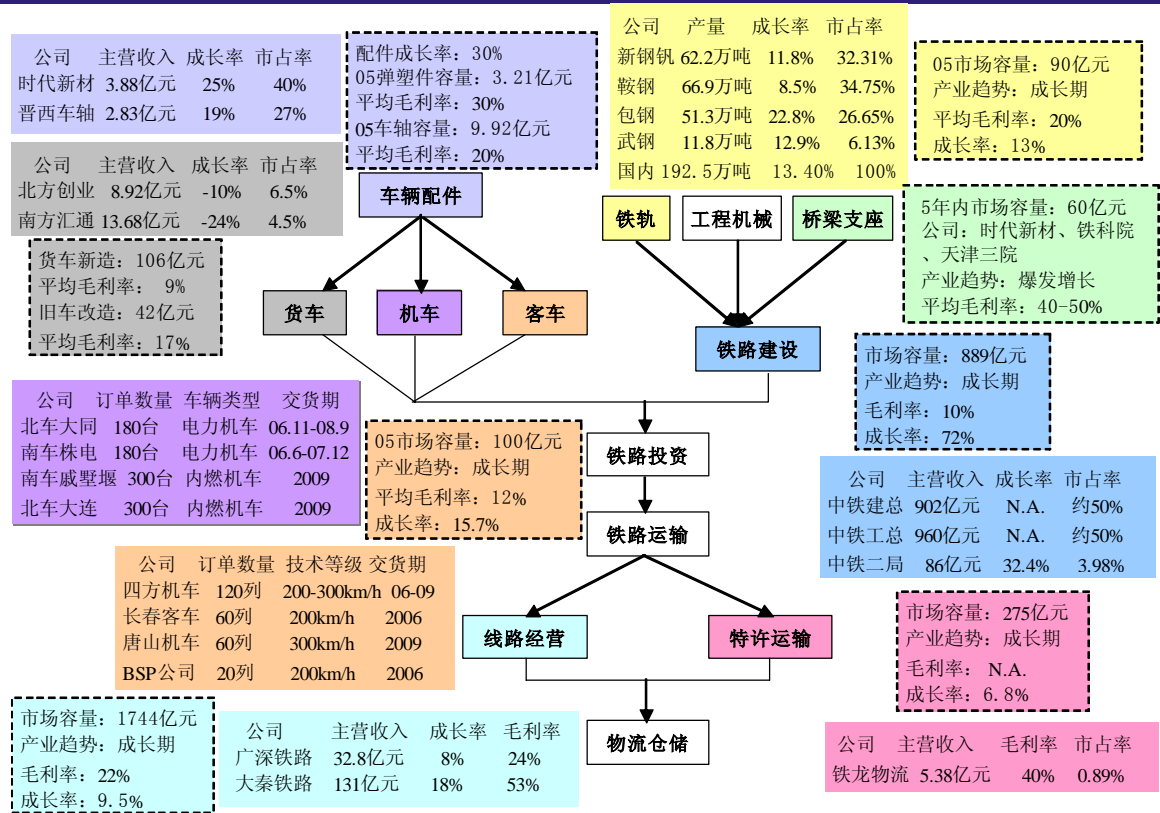 公司 主营收入 成长率 市占率
时代新材 3.88亿元 25% 40%
晋西车轴 2.83亿元 19% 27%
配件成长率：30%
05弹塑件容量：3.21亿元
平均毛利率：30%
05车轴容量：9.92亿元
平均毛利率：20%
公司 产量 成长率 市占率
新钢钒 62.2万吨 11.8% 32.31%
鞍钢 66.9万吨 8.5% 34.75%
包钢 51.3万吨 22.8% 26.65%
武钢 11.8万吨 12.9% 6.13%
国内 192.5万吨 13.40% 100%
05市场容量：90亿元
产业趋势：成长期
平均毛利率：20%
成长率：13%
公司 主营收入 成长率 市占率
北方创业 8.92亿元 -10% 6.5%
南方汇通 13.68亿元 -24% 4.5%
车辆配件
铁轨
工程机械
桥梁支座
5年内市场容量：60亿元
公司：时代新材、铁科院
、天津三院
产业趋势：爆发增长
平均毛利率：40-50%
货车新造：106亿元
平均毛利率： 9%
旧车改造：42亿元
平均毛利率：17%
货车
机车
客车
铁路建设
市场容量：889亿元
产业趋势：成长期
毛利率：10%
成长率：72%
公司 订单数量 车辆类型 交货期
北车大同 180台 电力机车 06.11-08.9
南车株电 180台 电力机车 06.6-07.12
南车戚墅堰 300台 内燃机车 2009
北车大连 300台 内燃机车 2009
05市场容量：100亿元
产业趋势：成长期
平均毛利率：12%
成长率：15.7%
铁路投资
铁路运输
公司 主营收入 成长率 市占率
中铁建总 902亿元 N.A. 约50%
中铁工总 960亿元 N.A. 约50%
中铁二局 86亿元 32.4% 3.98%
公司 订单数量 技术等级 交货期
四方机车 120列 200-300km/h 06-09
长春客车 60列 200km/h 2006
唐山机车 60列 300km/h 2009
BSP公司 20列 200km/h 2006
线路经营
特许运输
市场容量：275亿元
产业趋势：成长期
毛利率： N.A.
成长率：6.8%
市场容量：1744亿元
产业趋势：成长期
毛利率：22%
成长率：9.5%
公司 主营收入 成长率 毛利率
广深铁路 32.8亿元 8% 24%
大秦铁路 131亿元 18% 53%
物流仓储
公司 主营收入 毛利率 市占率
铁龙物流 5.38亿元 40% 0.89%